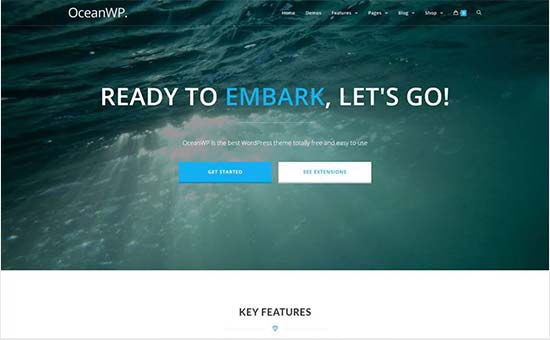 OceanWP.
Home Demos Features Pages Blog Shop 0
READY TO EMBARK, LET'S GO!
OceanWP is the best WordPress theme totally free and easy to use
GET STARTED
SEE EXTENSIONS
KEY FEATURES